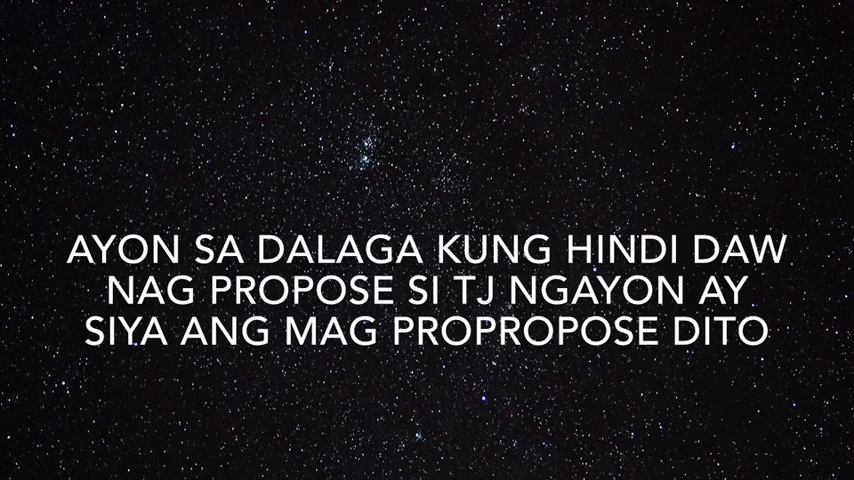 AYON SA DALAGA KUNG HINDI DAW
NAG PROPOSE SI TJ NGAYON AY
SIYA ANG MAG PROPROPOSE DITO